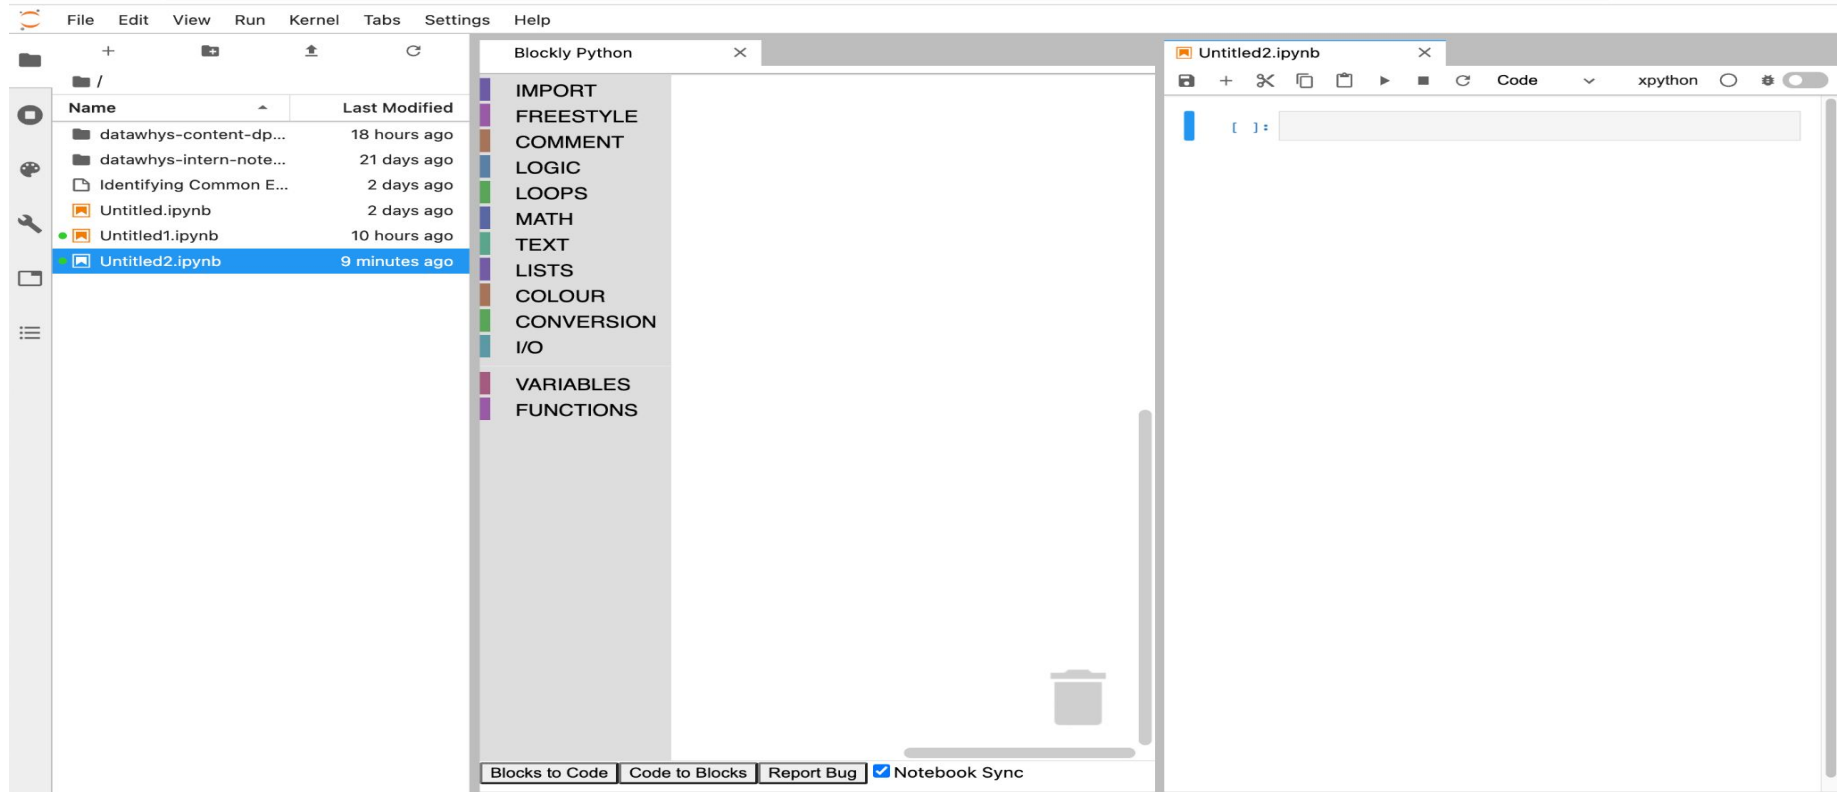 File Edit View Run Kernel Tabs Settings Help
/
Name Last Modified
datawhys-content-dp... 18 hours ago
datawhys-intern-note... 21 days ago
Identifying Common E... 2 days ago
Untitled.ipynb 2 days ago
Untitled1.ipynb 10 hours ago
Untitled2.ipynb 9 minutes ago
Blockly Python
IMPORT
FREESTYLE
COMMENT
LOGIC
LOOPS
MATH
TEXT
LISTS
COLOUR
CONVERSION
I/O
VARIABLES
FUNCTIONS
Blocks to Code Code to Blocks Report Bug Notebook Sync
Untitled2.ipynb
Code xpython
[ ]: